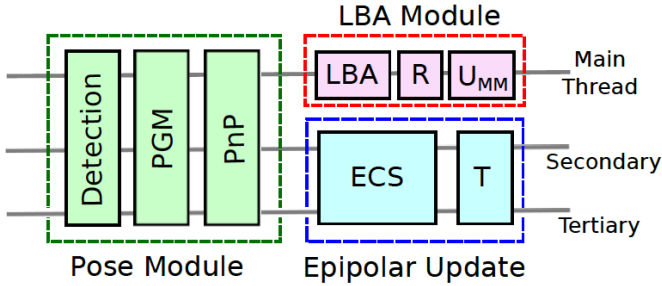 LBA Module
Detection
PGM
PnP
LBA
R
UMM
Main
Thread
ECS
T
Secondary
Tertiary
Pose Module
Epipolar Update